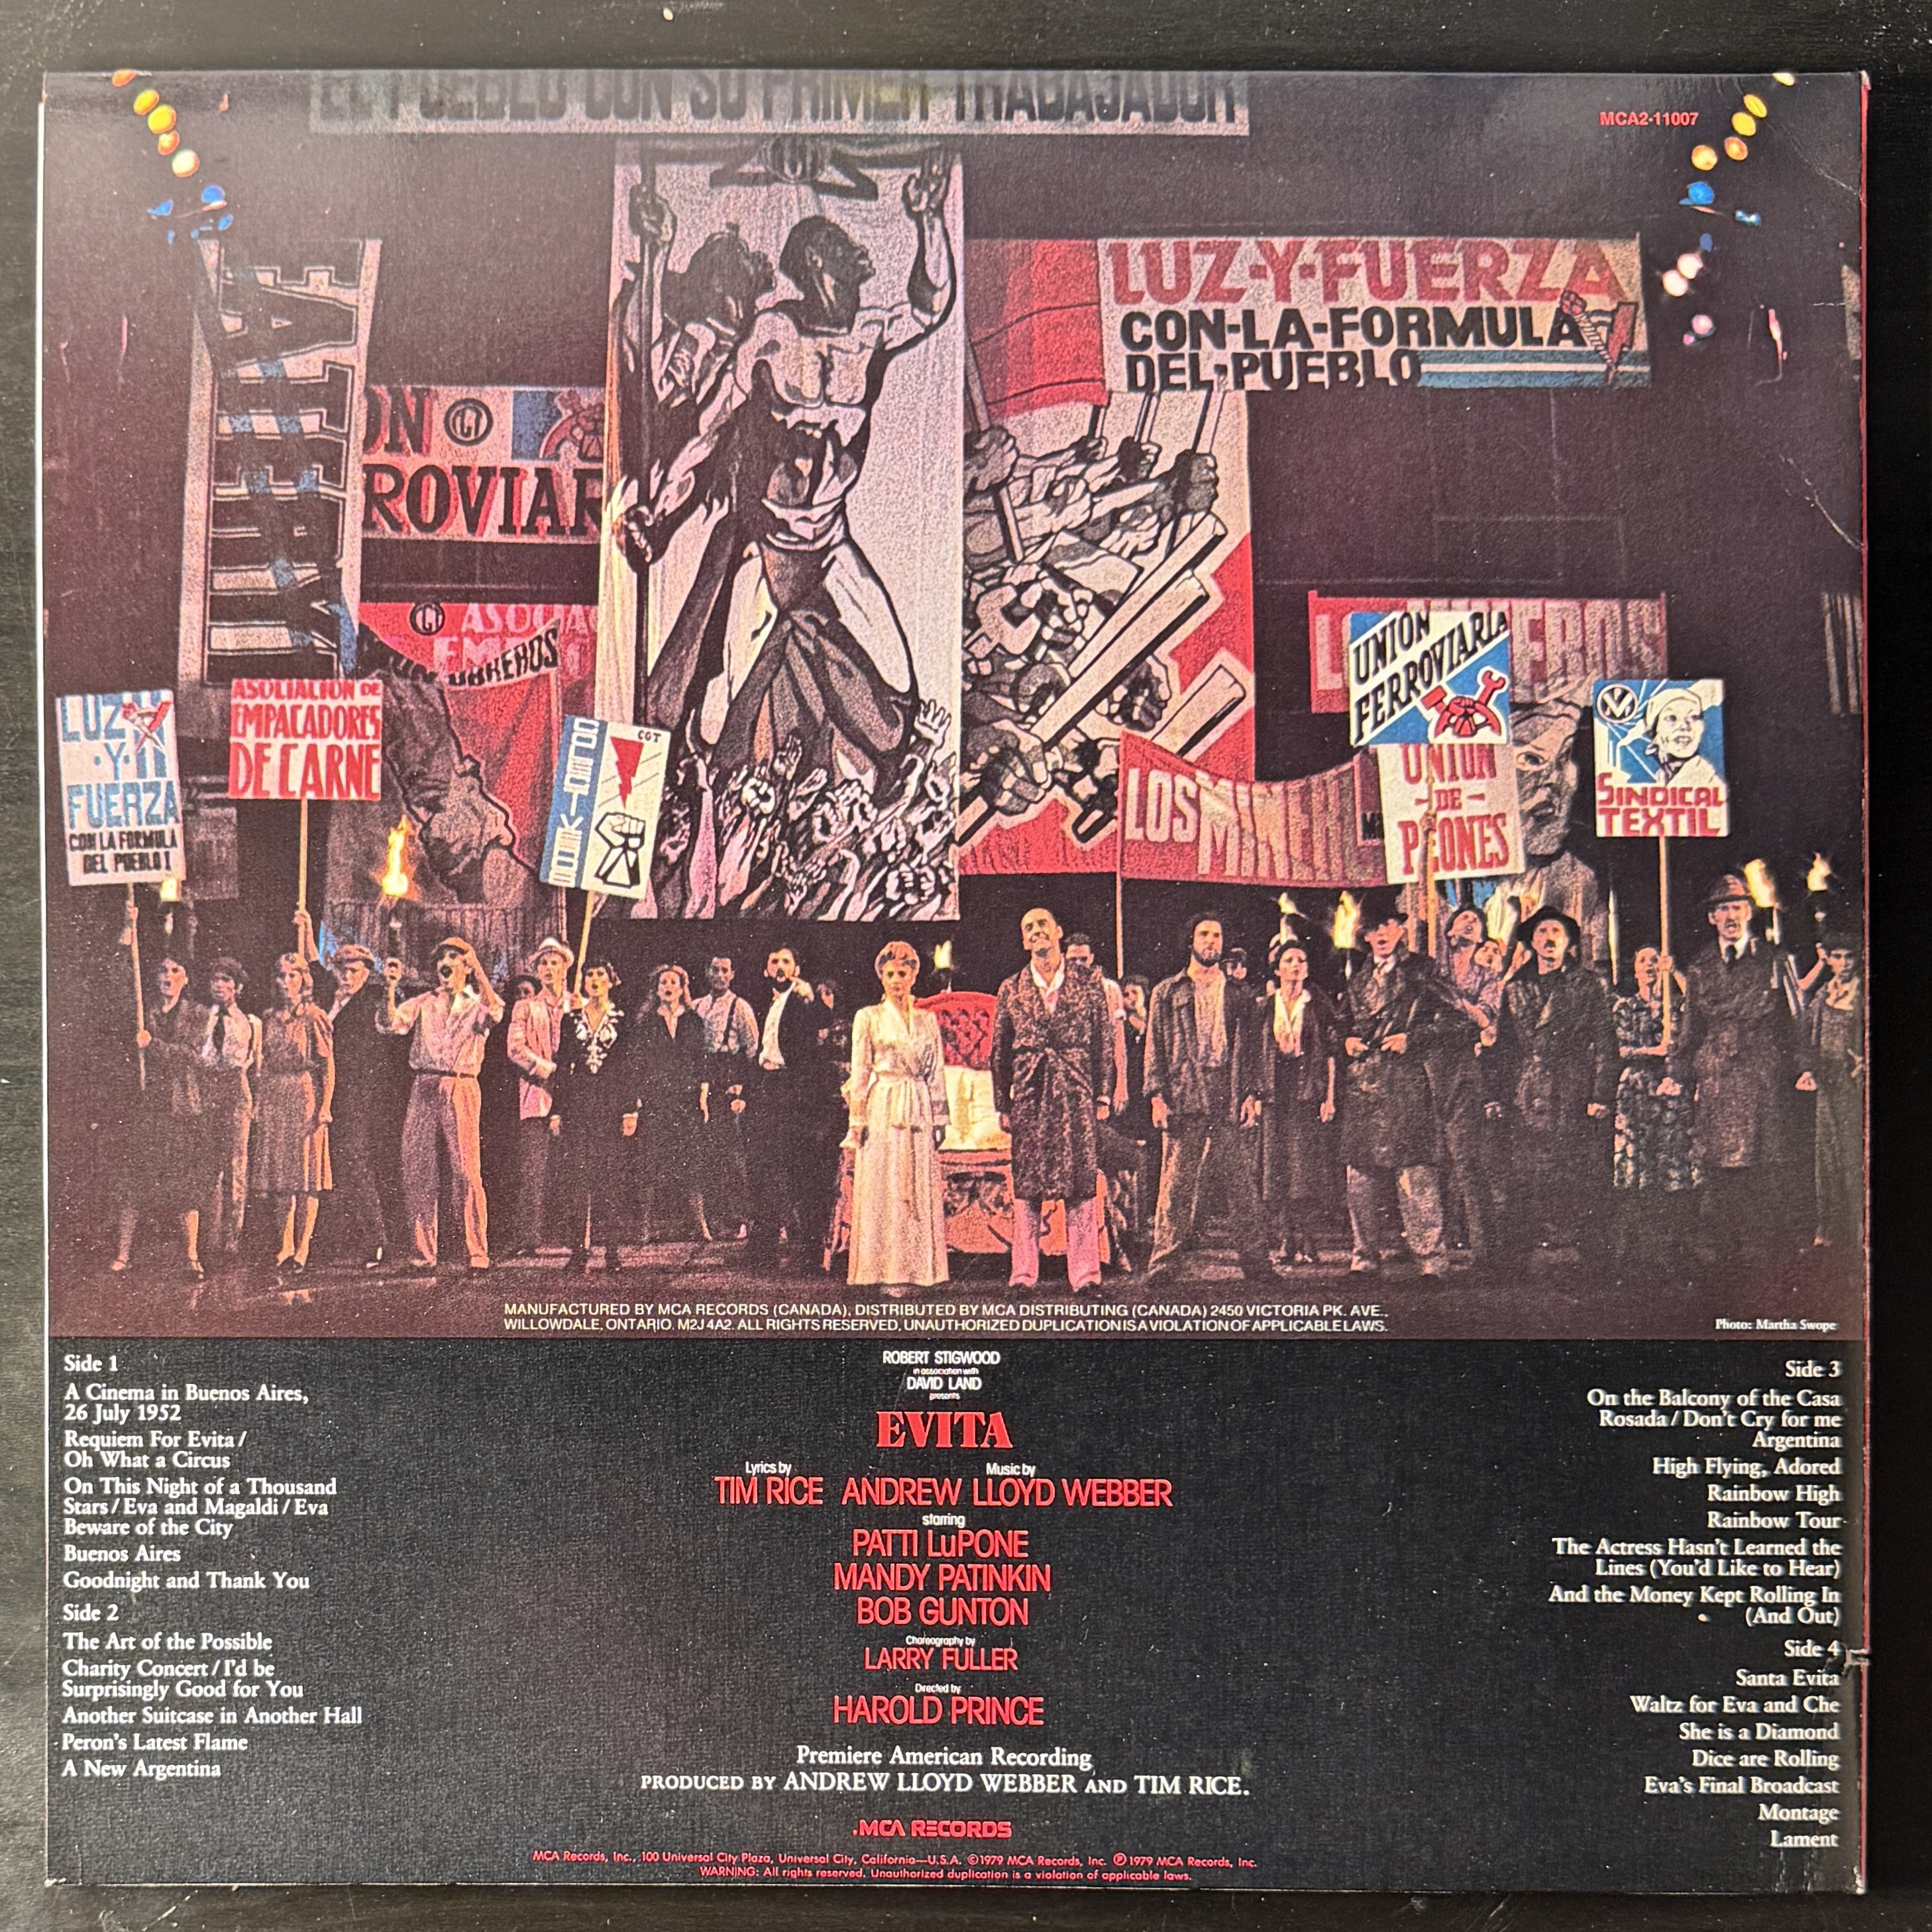 EL PUEBLO CON SU PRIMER TRABAJADOR
MCA2-11007
LUZ-Y-FUERZA
CON-LA-FORMULA
DEL-PUEBLO
ON CGT
ROVIAR
CGT ASOCIA
EM
OBREROS
LUZ
·Y·
FUERZA
CON LA FORMULA
DEL PUEBLO!
ASOCIACION DE
EMPACADORES
DE CARNE
CGT
LOS MINER
UNION
FERROVIARIA
EROS
UNION
-DE-
PEONES
SINDICAL
TEXTIL
MANUFACTURED BY MCA RECORDS (CANADA), DISTRIBUTED BY MCA DISTRIBUTING (CANADA) 2450 VICTORIA PK. AVE.,
WILLOWDALE, ONTARIO. M2J 4A2. ALL RIGHTS RESERVED, UNAUTHORIZED DUPLICATION IS A VIOLATION OF APPLICABLE LAWS.
Photo: Martha Swope
Side 1
A Cinema in Buenos Aires,
26 July 1952
Requiem For Evita /
Oh What a Circus
On This Night of a Thousand
Stars / Eva and Magaldi / Eva
Beware of the City
Buenos Aires
Goodnight and Thank You
Side 2
The Art of the Possible
Charity Concert / I'd be
Surprisingly Good for You
Another Suitcase in Another Hall
Peron's Latest Flame
A New Argentina
ROBERT STIGWOOD
in association with
DAVID LAND
presents
EVITA
Lyrics by Music by
TIM RICE ANDREW LLOYD WEBBER
starring
PATTI LuPONE
MANDY PATINKIN
BOB GUNTON
Choreography by
LARRY FULLER
Directed by
HAROLD PRINCE
Premiere American Recording
PRODUCED BY ANDREW LLOYD WEBBER AND TIM RICE.
MCA RECORDS
MCA Records, Inc., 100 Universal City Plaza, Universal City, California—U.S.A. ©1979 MCA Records, Inc. ℗1979 MCA Records, Inc.
WARNING: All rights reserved. Unauthorized duplication is a violation of applicable laws.
Side 3
On the Balcony of the Casa
Rosada / Don't Cry for me
Argentina
High Flying, Adored
Rainbow High
Rainbow Tour
The Actress Hasn't Learned the
Lines (You'd Like to Hear)
And the Money Kept Rolling In
(And Out)
Side 4
Santa Evita
Waltz for Eva and Che
She is a Diamond
Dice are Rolling
Eva's Final Broadcast
Montage
Lament